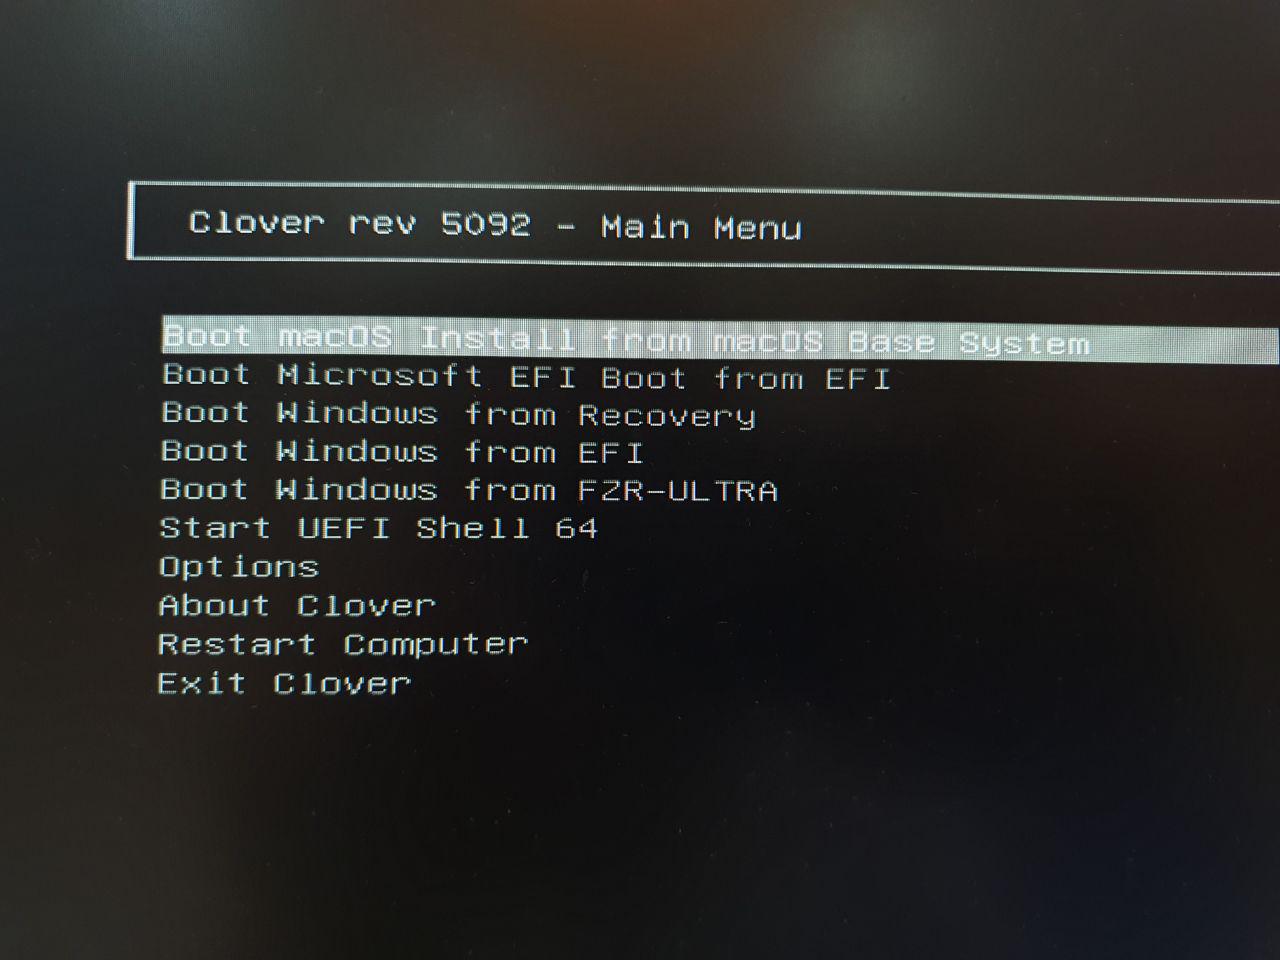 Clover rev 5092 - Main Menu
Boot macOS Install from macOS Base System
Boot Microsoft EFI Boot from EFI
Boot Windows from Recovery
Boot Windows from EFI
Boot Windows from FZR-ULTRA
Start UEFI Shell 64
Options
About Clover
Restart Computer
Exit Clover